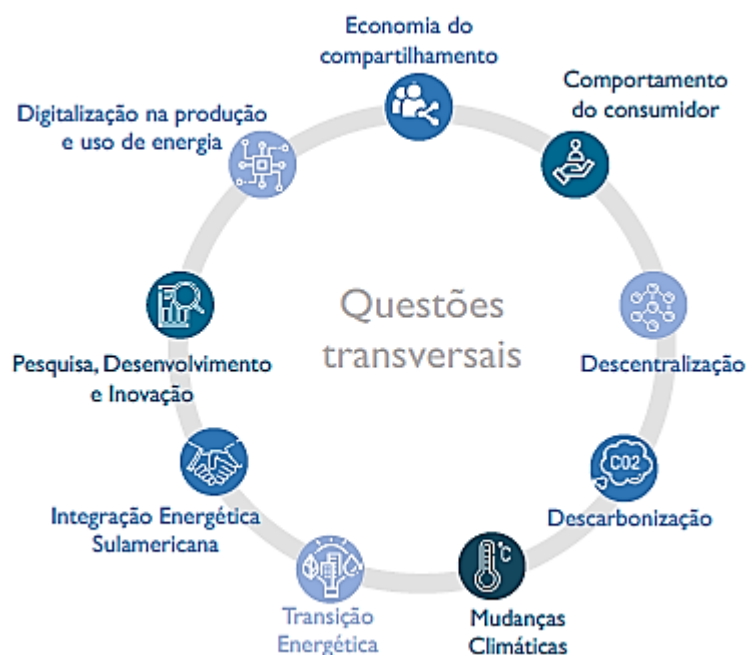 Economia do
compartilhamento
Comportamento
do consumidor
Digitalização na produção
e uso de energia
Questões
transversais
Descentralização
Pesquisa, Desenvolvimento
e Inovação
CO2
Descarbonização
Integração Energética
Sulamericana
°C
Mudanças
Climáticas
Transição
Energética